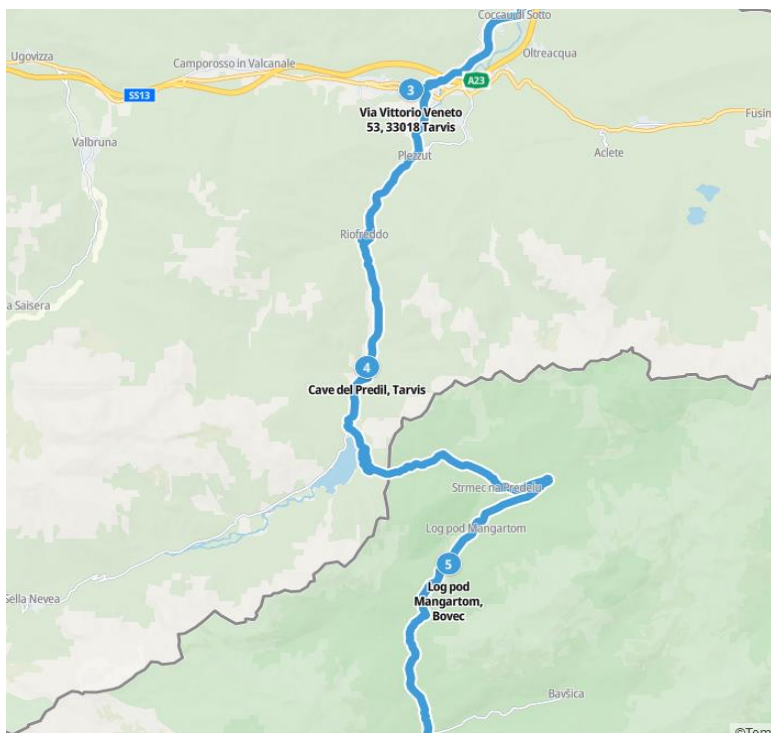 Coccau di Sotto
Ugovizza
Oltreacqua
Camporosso in Valcanale
A23
3
SS13
Via Vittorio Veneto
53, 33018 Tarvis
Fusin
Valbruna
Plezzut
Aclete
Riofreddo
a Saisera
4
Cave del Predil, Tarvis
Strmec na Predelu
Log pod Mangartom
5
Log pod
Mangartom,
Bovec
Sella Nevea
Bavšica
©Tom